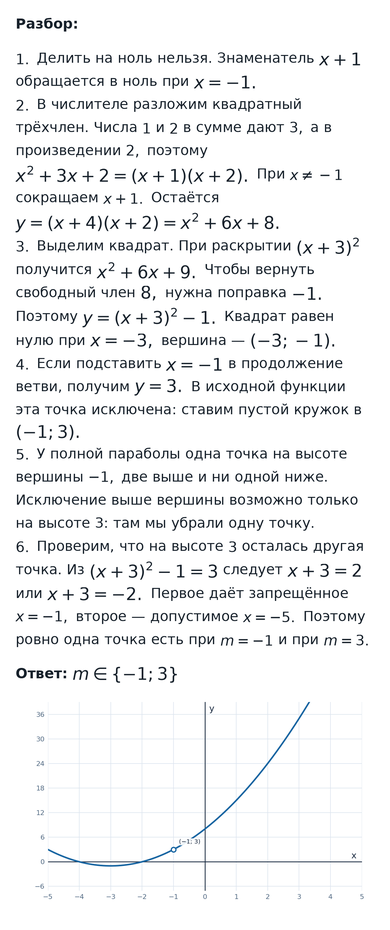 Разбор:
1. Делить на ноль нельзя. Знаменатель x + 1
обращается в ноль при x = −1.
2. В числителе разложим квадратный
трёхчлен. Числа 1 и 2 в сумме дают 3, а в
произведении 2, поэтому
x² + 3x + 2 = (x + 1)(x + 2). При x ≠ −1
сокращаем x + 1. Остаётся
y = (x + 4)(x + 2) = x² + 6x + 8.
3. Выделим квадрат. При раскрытии (x + 3)²
получится x² + 6x + 9. Чтобы вернуть
свободный член 8, нужна поправка −1.
Поэтому y = (x + 3)² − 1. Квадрат равен
нулю при x = −3, вершина — (−3; −1).
4. Если подставить x = −1 в продолжение
ветви, получим y = 3. В исходной функции
эта точка исключена: ставим пустой кружок в
(−1; 3).
5. У полной параболы одна точка на высоте
вершины −1, две выше и ни одной ниже.
Исключение выше вершины возможно только
на высоте 3: там мы убрали одну точку.
6. Проверим, что на высоте 3 осталась другая
точка. Из (x + 3)² − 1 = 3 следует x + 3 = 2
или x + 3 = −2. Первое даёт запрещённое
x = −1, второе — допустимое x = −5. Поэтому
ровно одна точка есть при m = −1 и при m = 3.
Ответ: m ∈ {−1; 3}
y
36
30
24
18
12
6
(−1; 3)
x
0
−6
−5 −4 −3 −2 −1 0 1 2 3 4 5